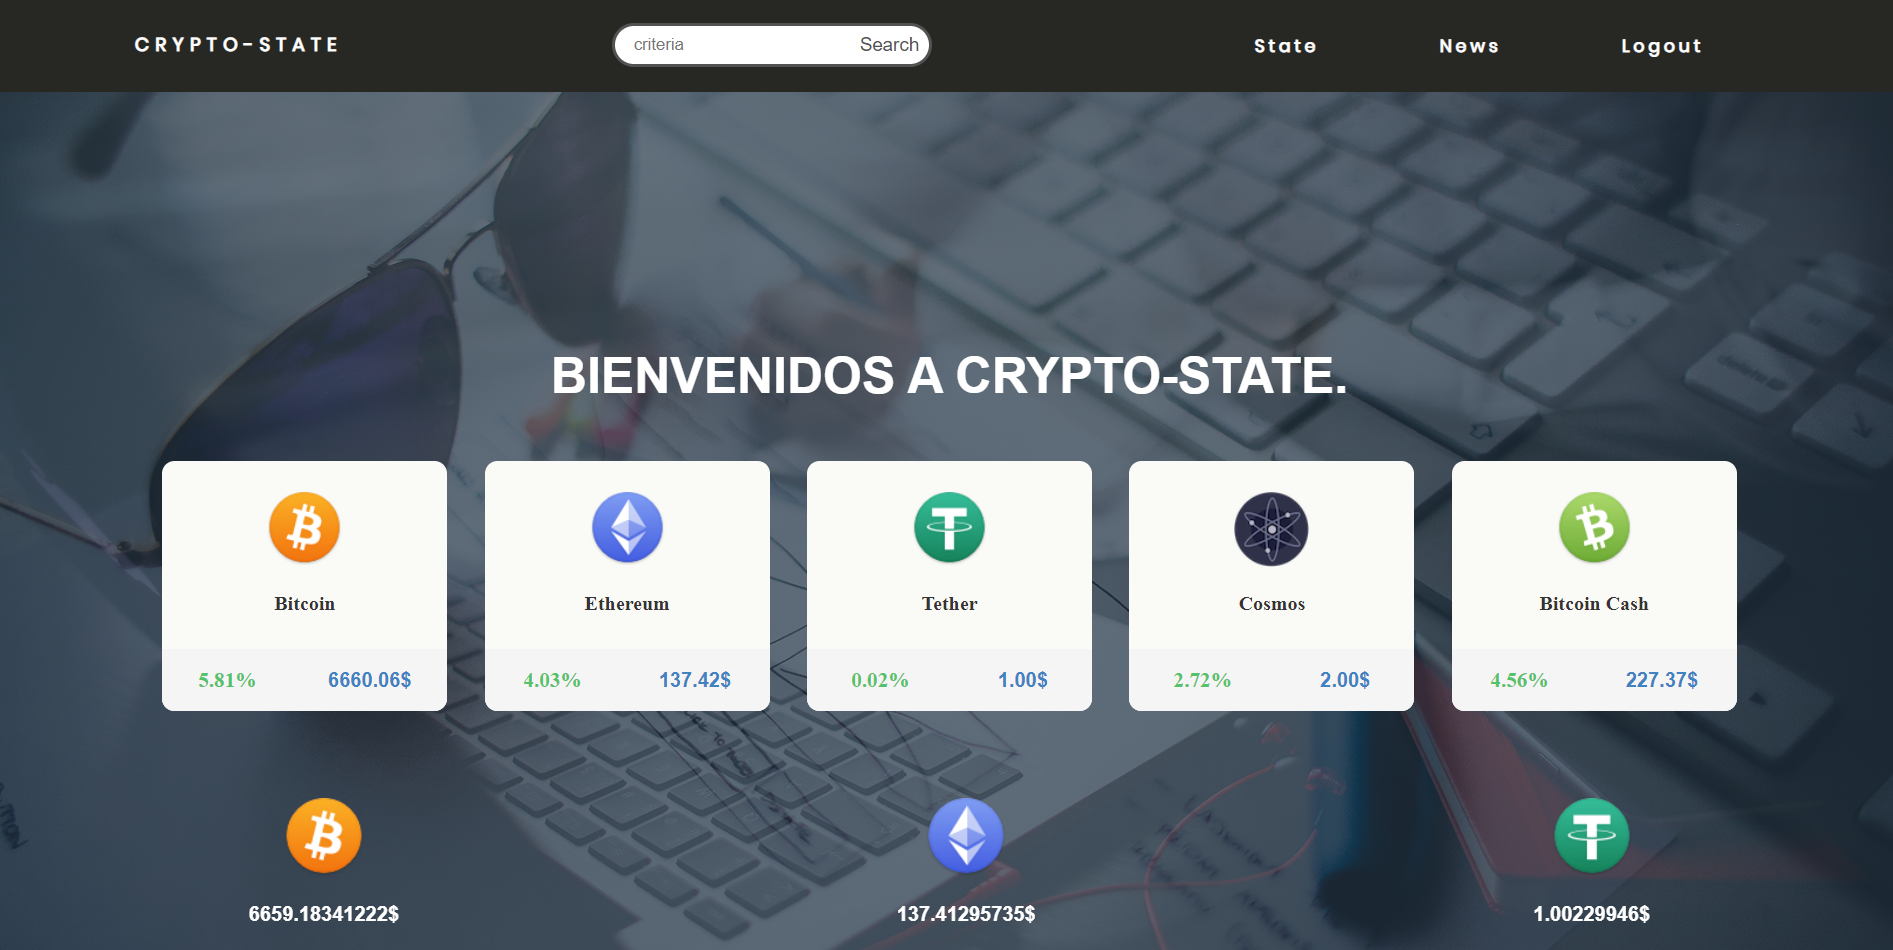 CRYPTO-STATE
criteria
Search
State
News
Logout
BIENVENIDOS A CRYPTO-STATE.
Bitcoin
Ethereum
Tether
Cosmos
Bitcoin Cash
5.81% 6660.06$
4.03% 137.42$
0.02% 1.00$
2.72% 2.00$
4.56% 227.37$
6659.18341222$
137.41295735$
1.00229946$